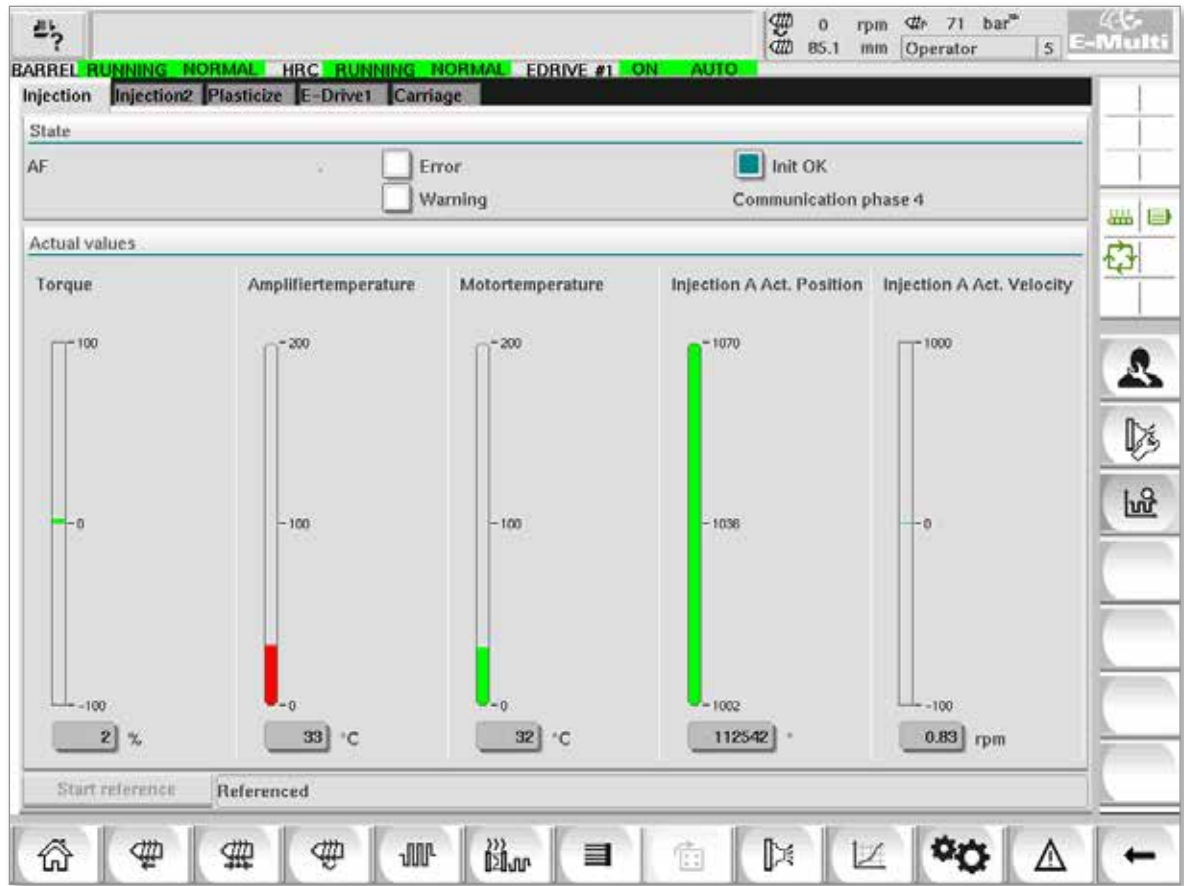 ?
0 rpm 71 bar
85.1 mm Operator 5
E-Multi
BARREL RUNNING NORMAL HRC RUNNING NORMAL EDRIVE #1 ON AUTO
Injection Injection2 Plasticize E-Drive1 Carriage
State
AF Error Init OK
Warning Communication phase 4
Actual values
Torque Amplifiertemperature Motortemperature Injection A Act. Position Injection A Act. Velocity
100 200 200 1070 1000
0 100 100 1036 0
-100 0 0 1002 -100
2 % 33 °C 32 °C 112542 ° 0.83 rpm
Start reference Referenced